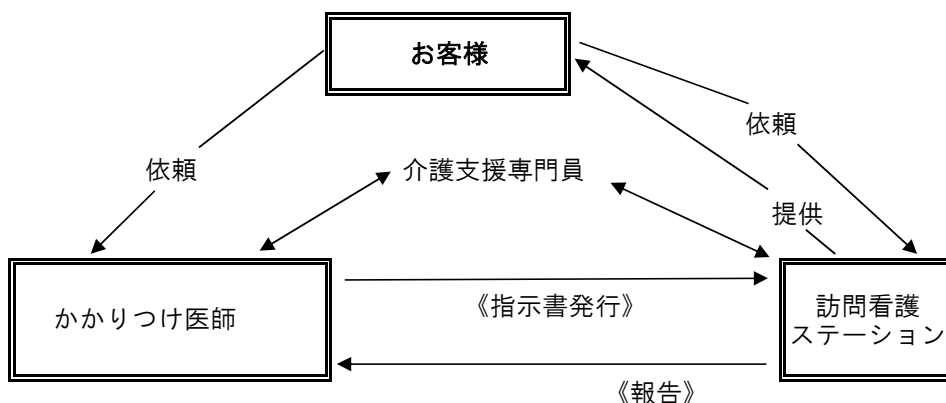 お客様
依頼
依頼
介護支援専門員
提供
かかりつけ医師
《指示書発行》
訪問看護
ステーション
《報告》